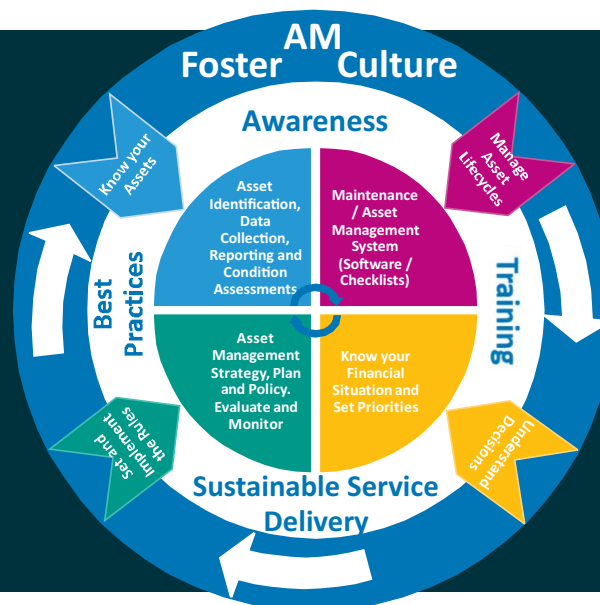 AM
Foster Culture
Awareness
Know your
Assets
Manage
Asset
Lifecycles
Asset
Identification,
Data
Collection,
Reporting and
Condition
Assessments
Maintenance
/ Asset
Management
System
(Software /
Checklists)
Best
Practices
Training
Asset
Management
Strategy, Plan
and Policy.
Evaluate and
Monitor
Know your
Financial
Situation and
Set Priorities
Set and
Implement
the Rules
Understand
Decisions
Sustainable Service
Delivery